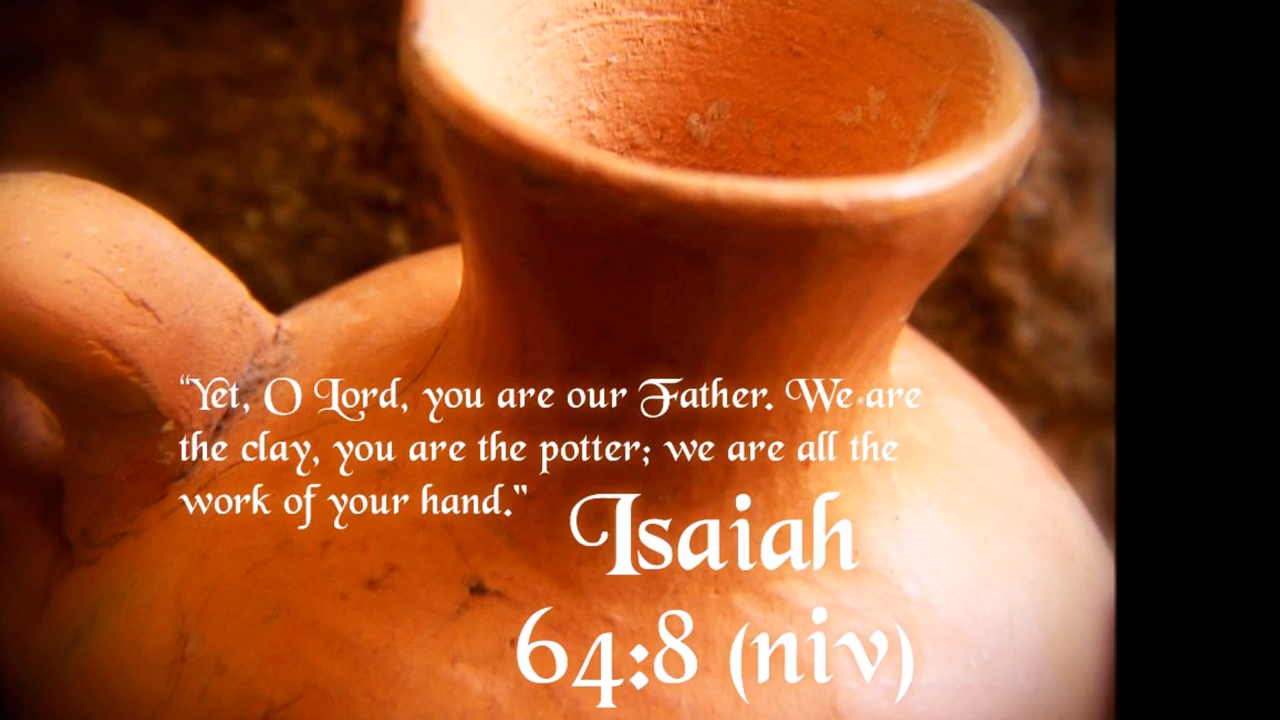 “Yet, O Lord, you are our Father. We are
the clay, you are the potter; we are all the
work of your hand."
Isaiah
64:8 (niv)